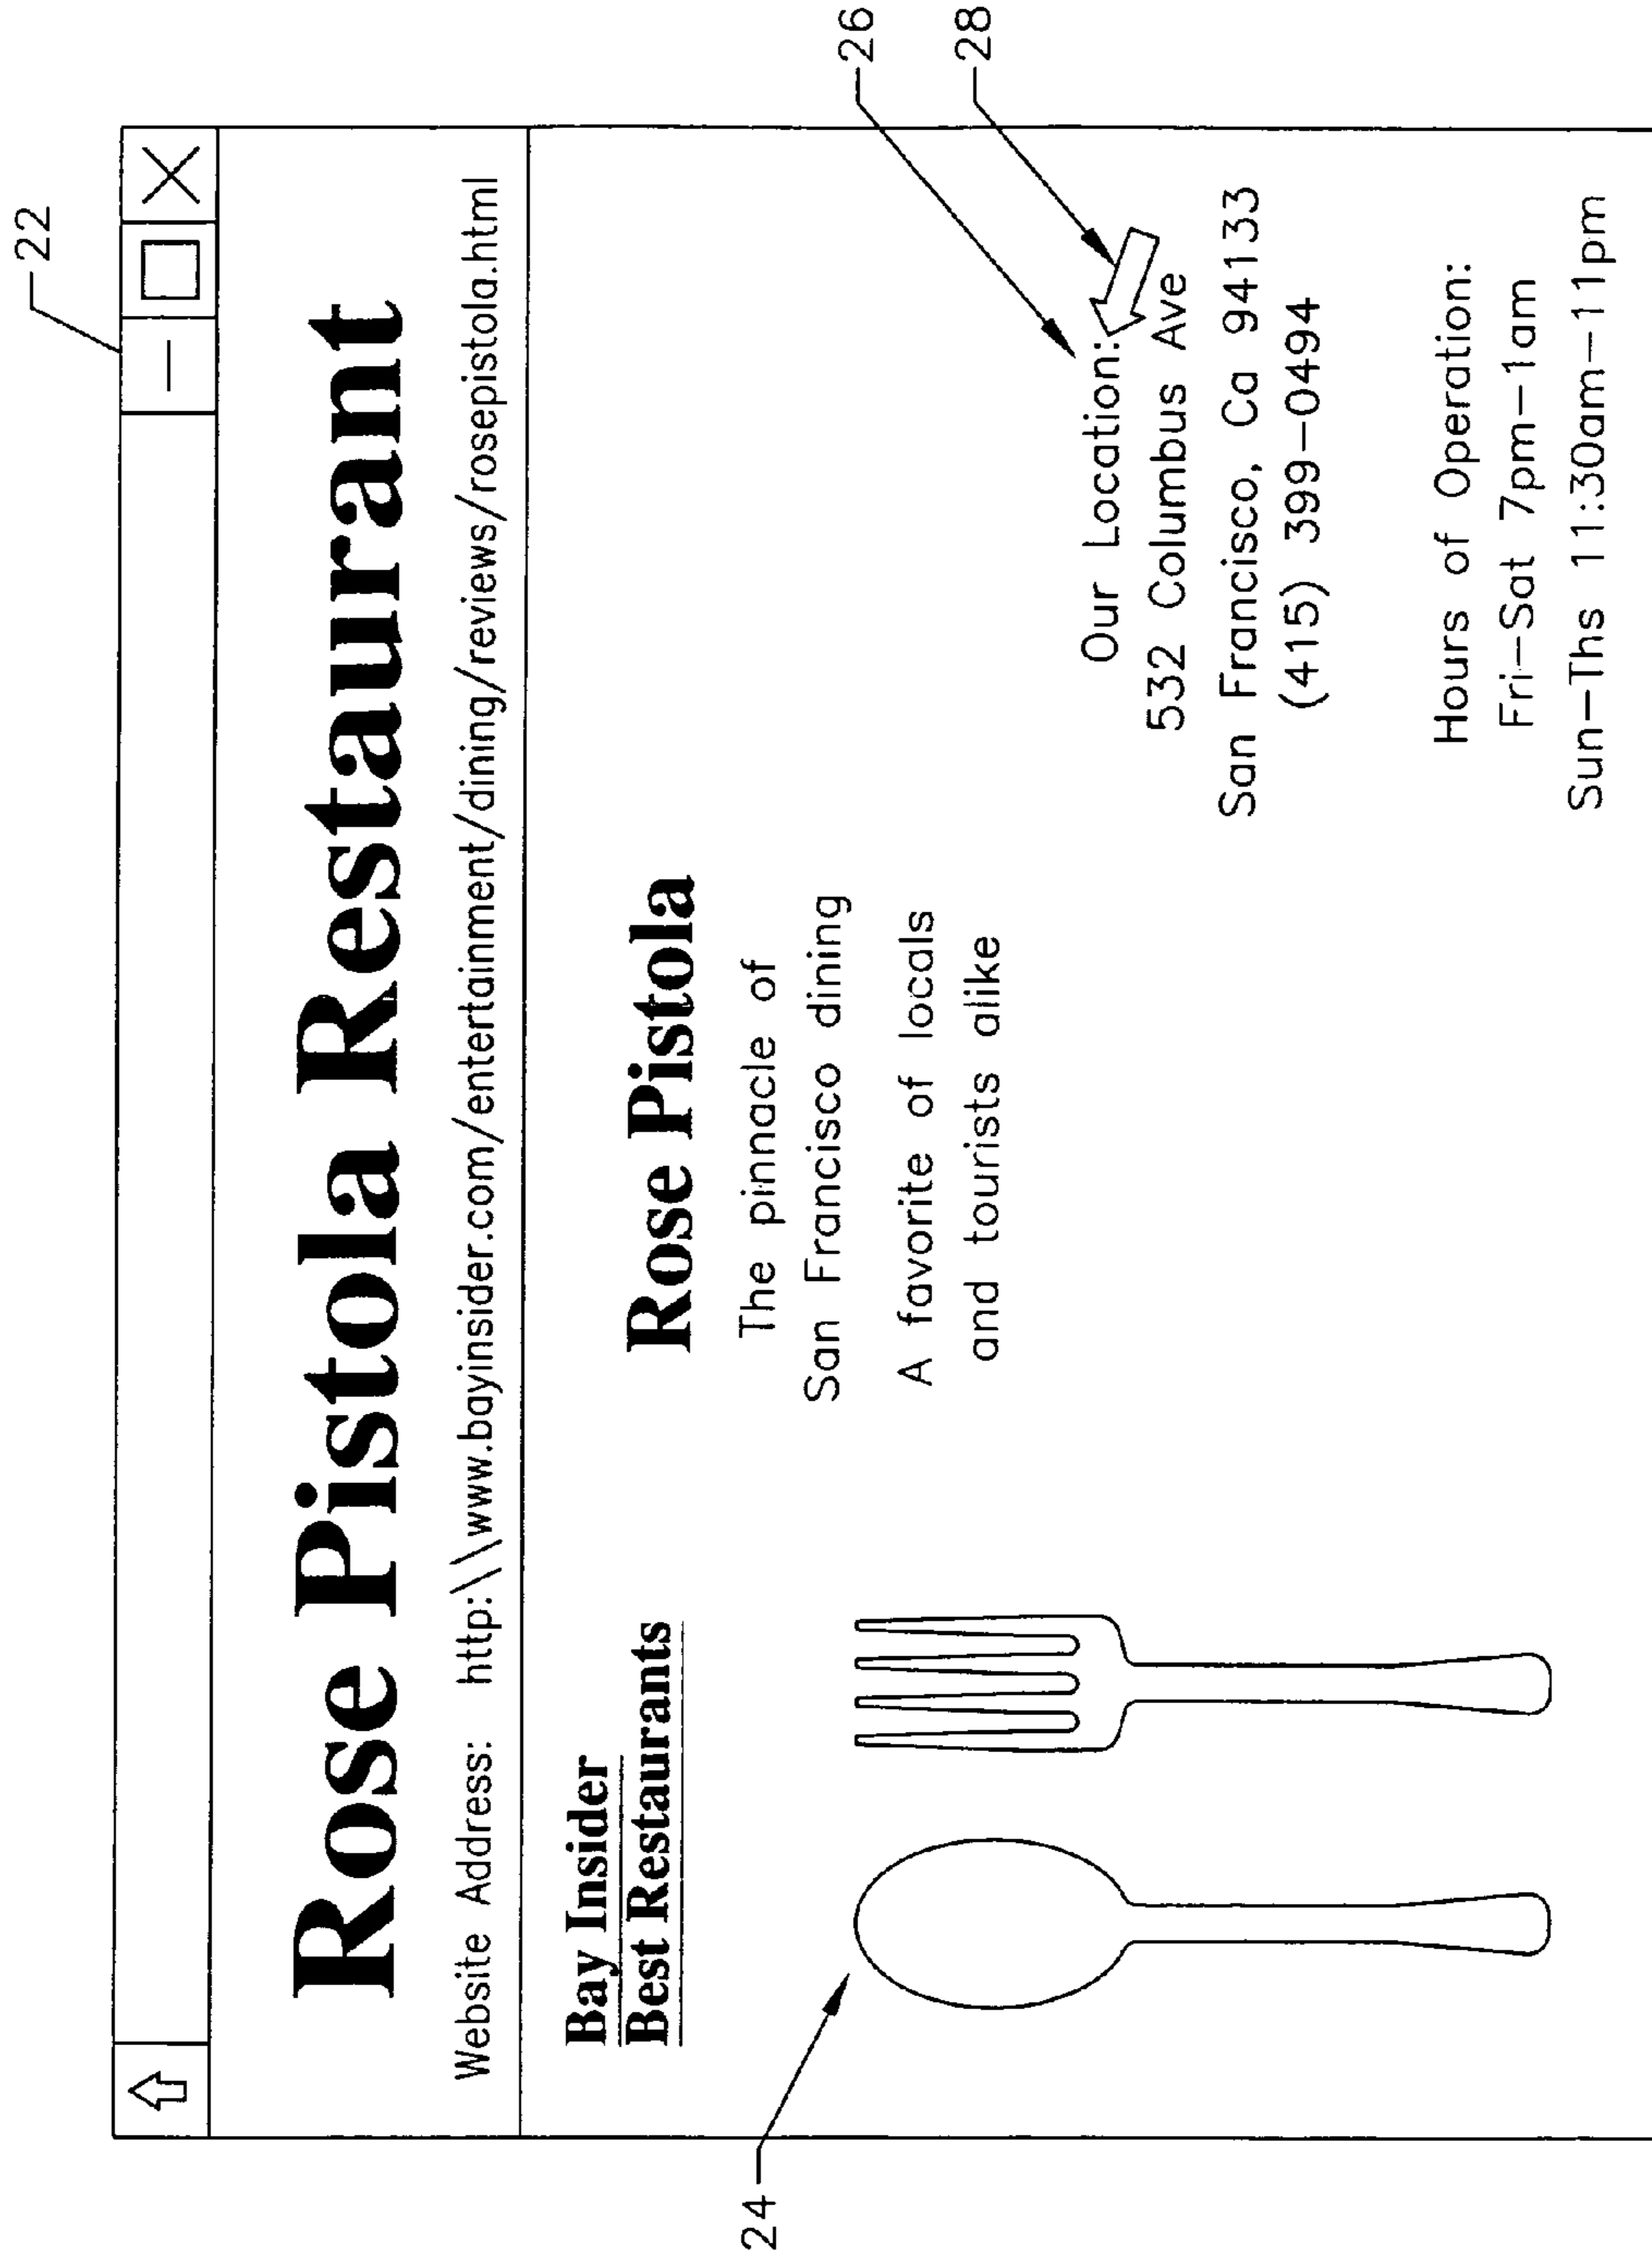 22
Rose Pistola Restaurant
Website Address: http:\\www.bayinsider.com/entertainment/dining/reviews/rosepistola.html
Bay Insider
Best Restaurants
24
Rose Pistola
The pinnacle of
San Francisco dining
A favorite of locals
and tourists alike
26
28
Our Location:
532 Columbus Ave
San Francisco, Ca 94133
(415) 399-0494
Hours of Operation:
Fri-Sat 7pm-1am
Sun-Ths 11:30am-11pm